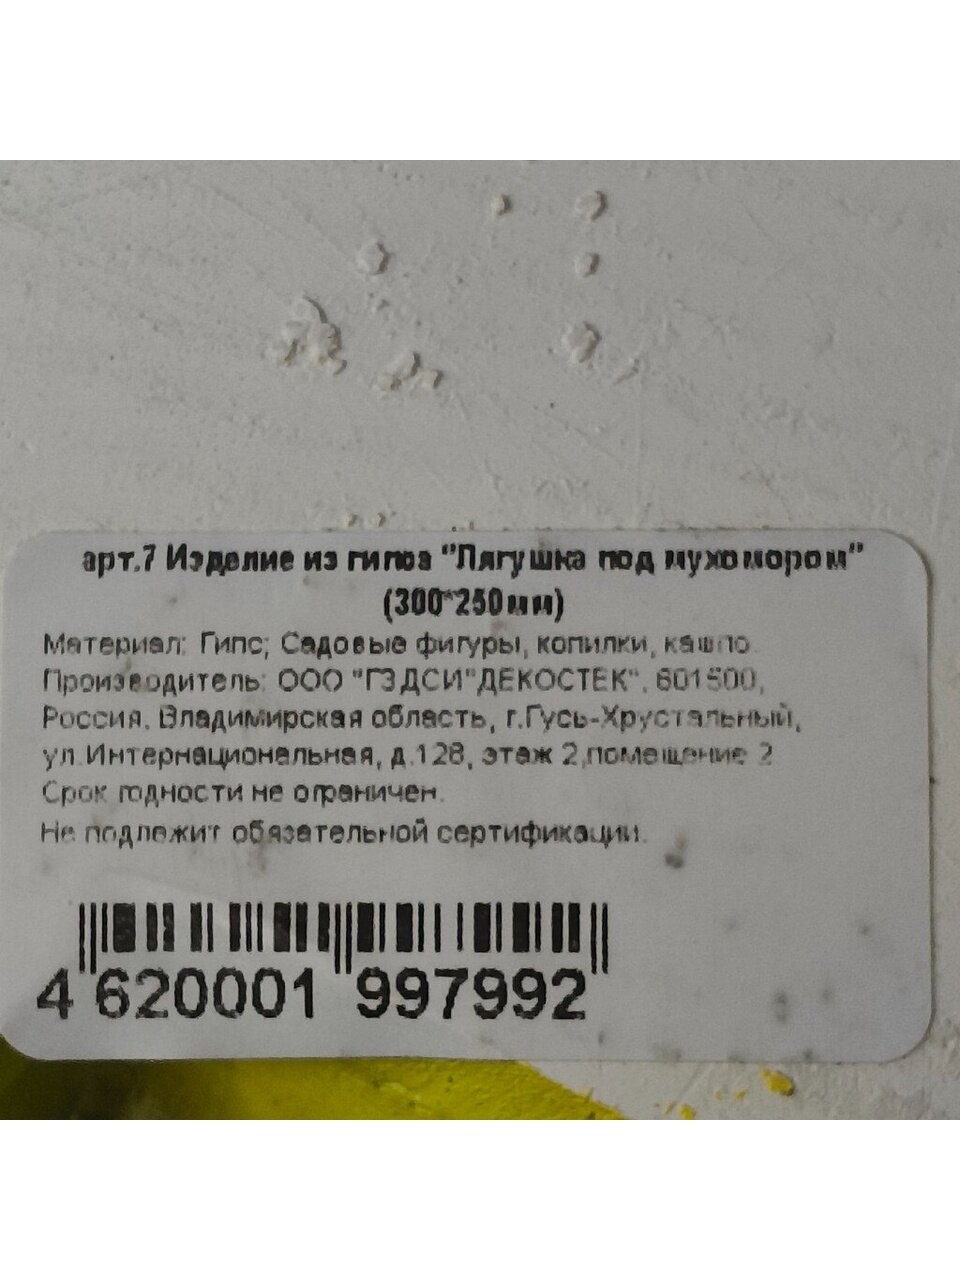 арт.7 Изделие из гипса "Лягушка под мухомором"
(300*250мм)
Материал: Гипс; Садовые фигуры, копилки, кашпо.
Производитель: ООО "ГЗДСИ"ДЕКОСТЕК", 601500,
Россия, Владимирская область, г.Гусь-Хрустальный,
ул.Интернациональная, д.128, этаж 2,помещение 2
Срок годности не ограничен.
Не подлежит обязательной сертификации.
4 620001 997992